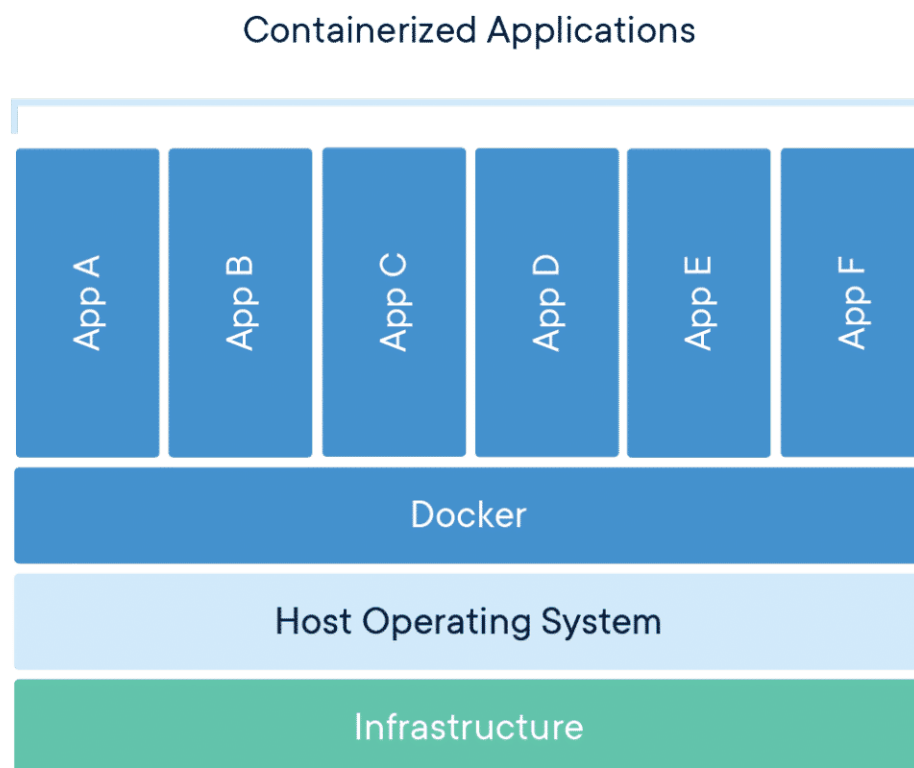 Containerized Applications
App A
App B
App C
App D
App E
App F
Docker
Host Operating System
Infrastructure